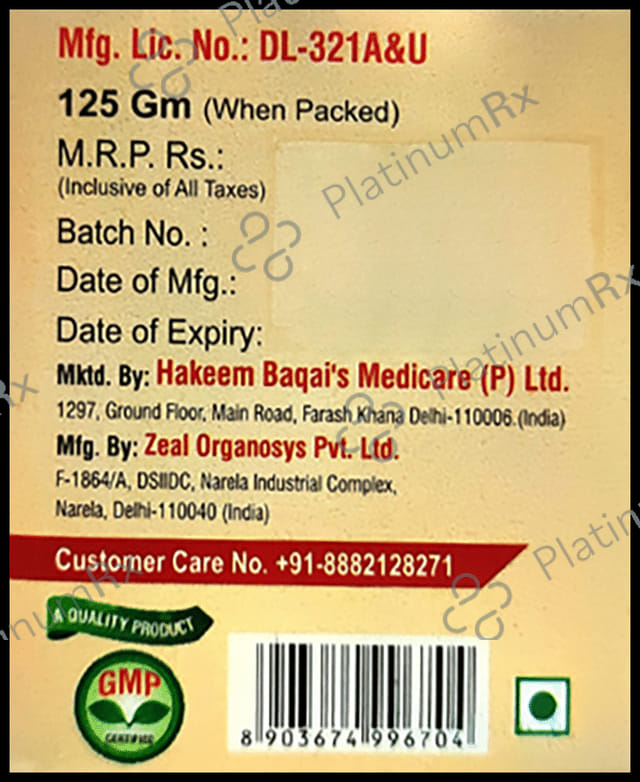 Mfg. Lic. No.: DL-321A&U
125 Gm (When Packed)
M.R.P. Rs.:
(Inclusive of All Taxes)
Batch No. :
Date of Mfg.:
Date of Expiry:
Mktd. By: Hakeem Baqai's Medicare (P) Ltd.
1297, Ground Floor, Main Road, Farash Khana Delhi-110006.(India)
Mfg. By: Zeal Organosys Pvt. Ltd.
F-1864/A, DSIIDC, Narela Industrial Complex,
Narela, Delhi-110040 (India)
Customer Care No. +91-8882128271
A QUALITY PRODUCT
GMP
CERTIFIED
8 903674 996704
PlatinumRx
PlatinumRx